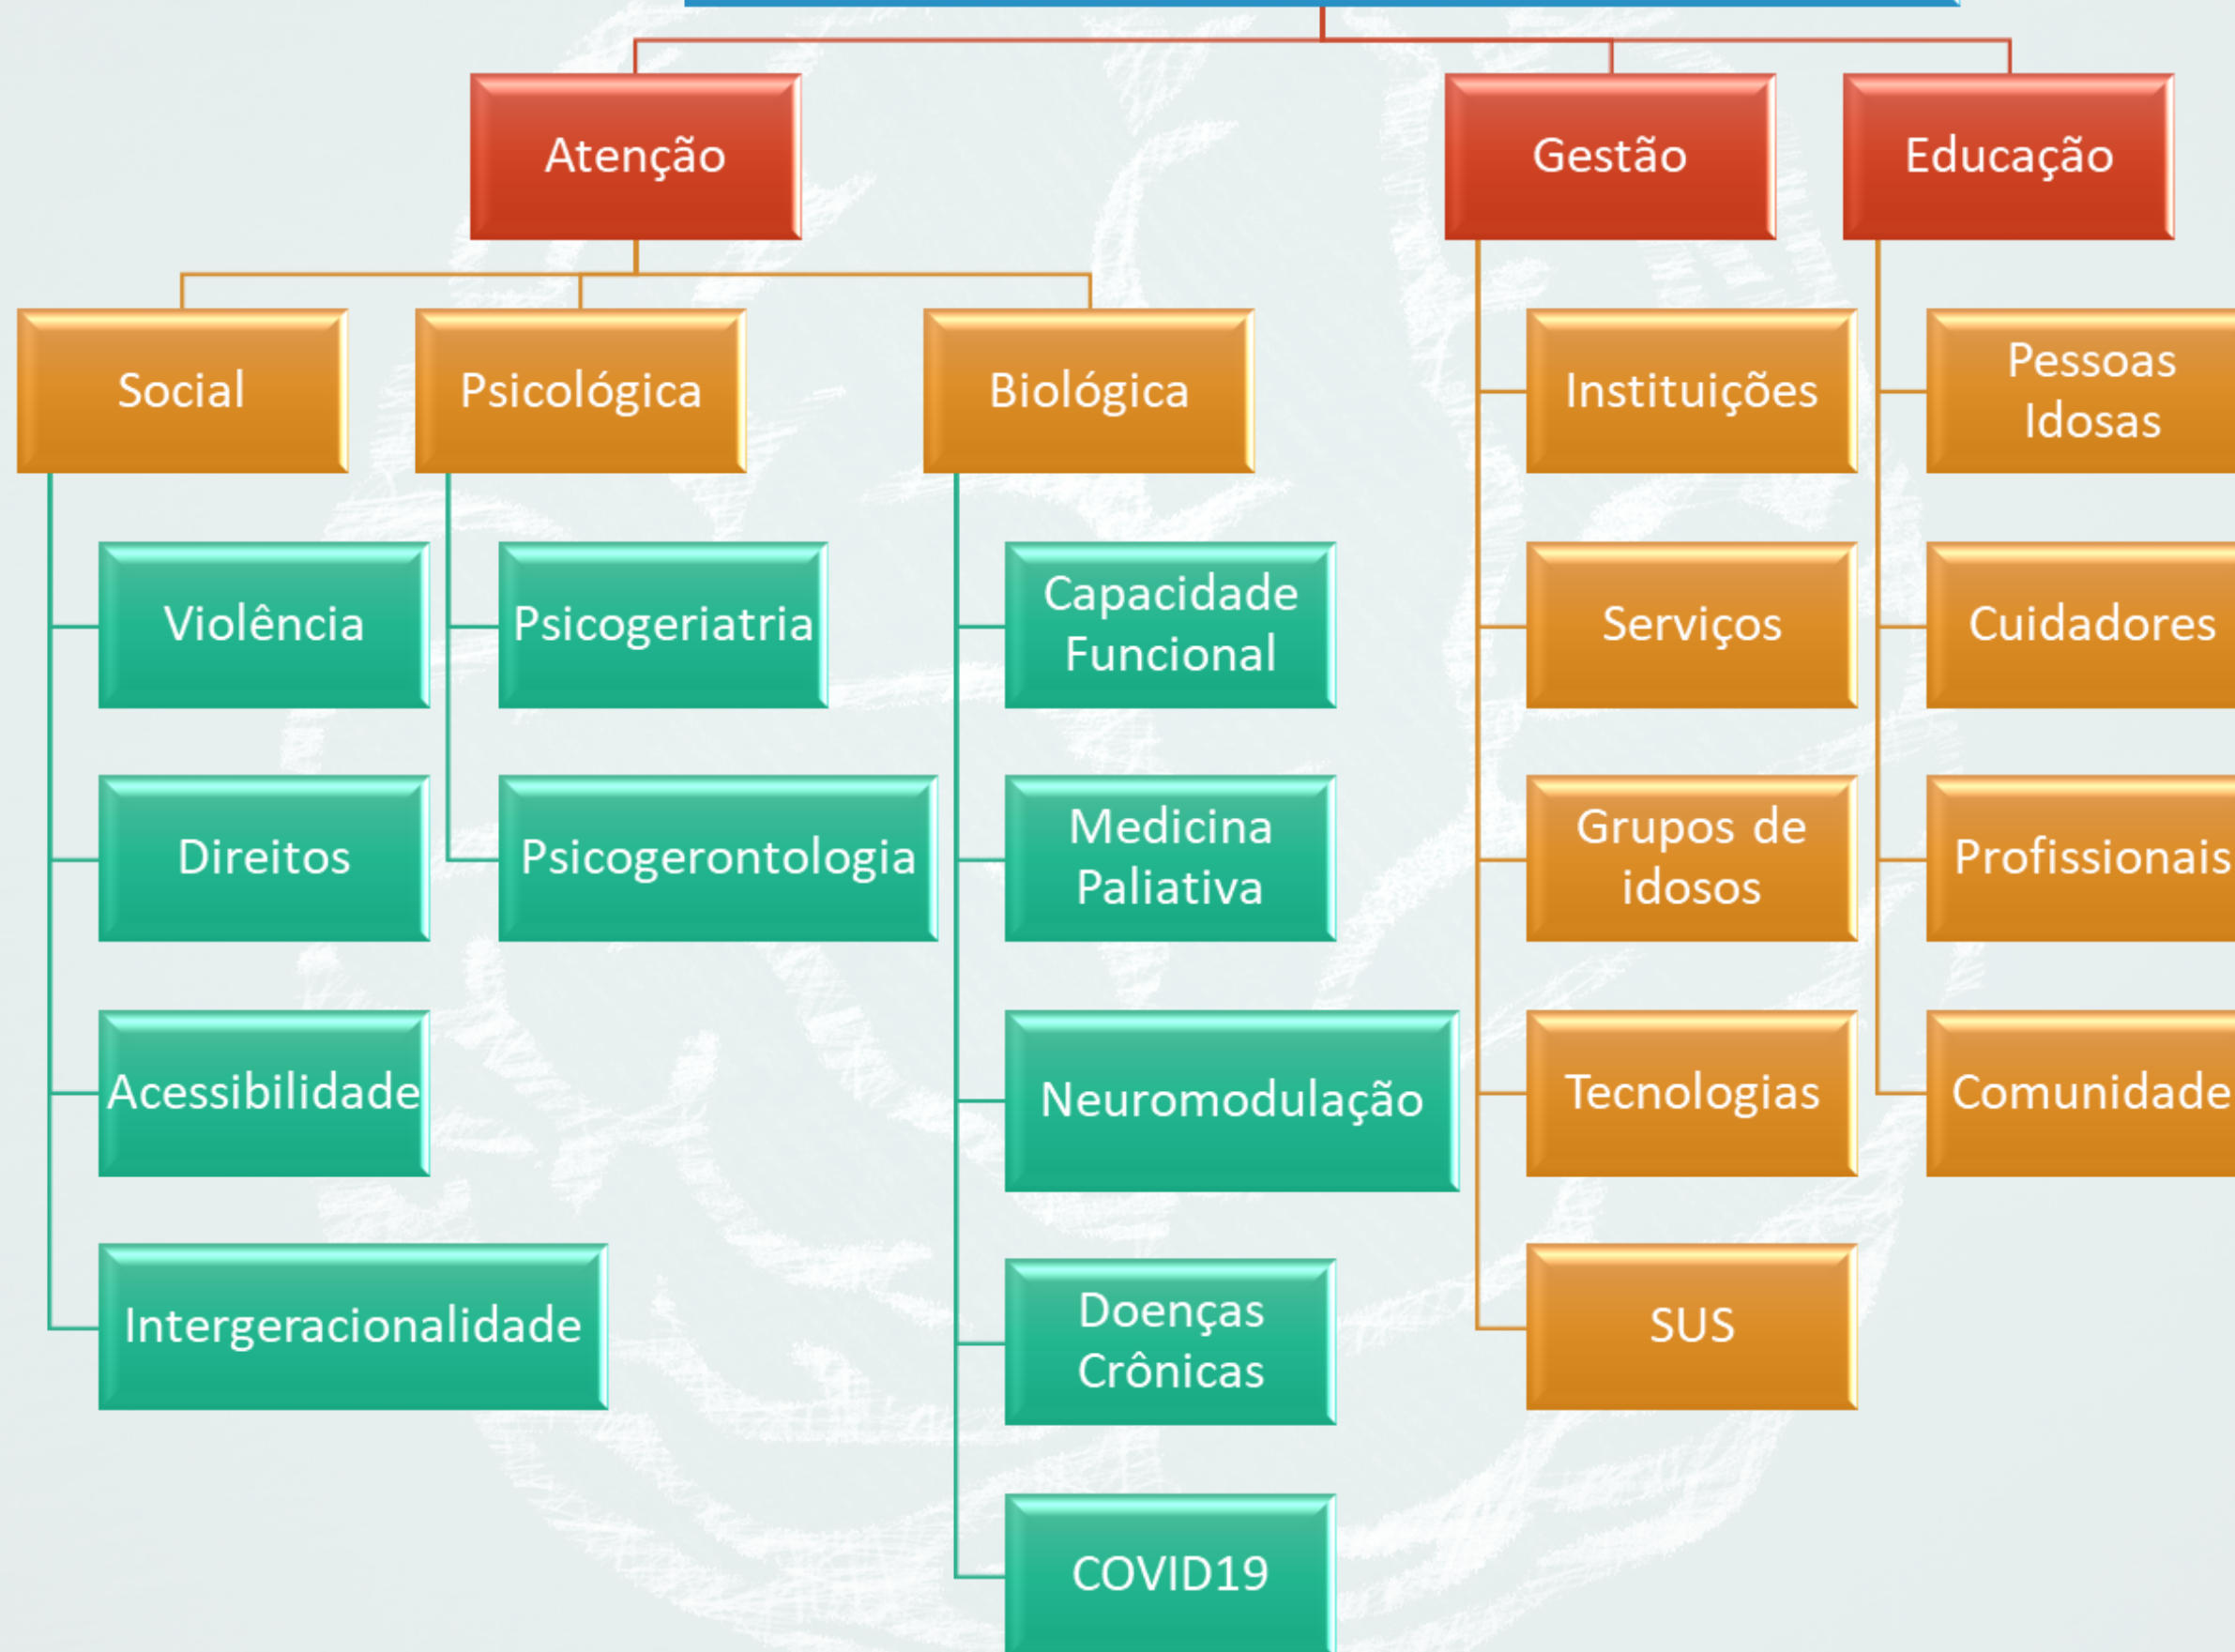 Atenção
Gestão
Educação
Social
Psicológica
Biológica
Instituições
Pessoas
Idosas
Violência
Psicogeriatria
Capacidade
Funcional
Serviços
Cuidadores
Direitos
Psicogerontologia
Medicina
Paliativa
Grupos de
idosos
Profissionais
Acessibilidade
Neuromodulação
Tecnologias
Comunidade
Intergeracionalidade
Doenças
Crônicas
SUS
COVID19